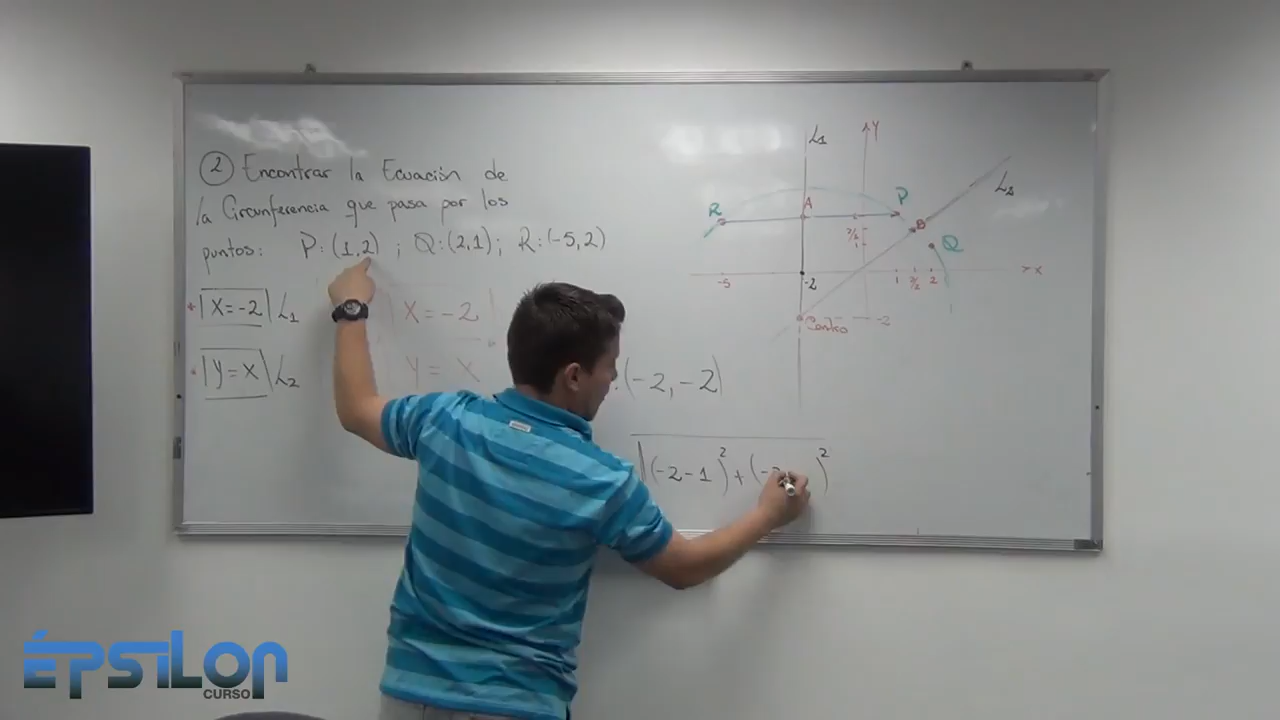 ② Encontrar la Ecuación de
la Circunferencia que pasa por los
puntos: P:(1,2) ; Q:(2,1); R:(-5,2)
X=-2 L1
X=-2
Y=X L2
Y=X
(-2,-2)
(-2-1)²+(-2 )²
L1
Y
L2
R
A
P
B
Q
2/2
-5
-2
1
3/2
2
X
Centro
-2
ÉPSILON
CURSO